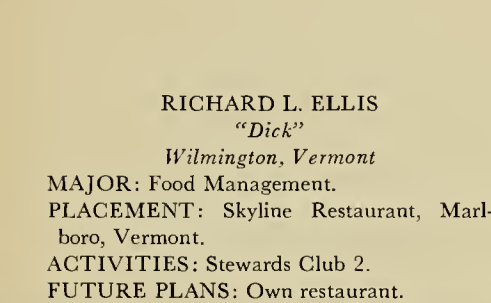 RICHARD L. ELLIS
"Dick"
Wilmington, Vermont
MAJOR: Food Management.
PLACEMENT: Skyline Restaurant, Marl-
boro, Vermont.
ACTIVITIES: Stewards Club 2.
FUTURE PLANS: Own restaurant.